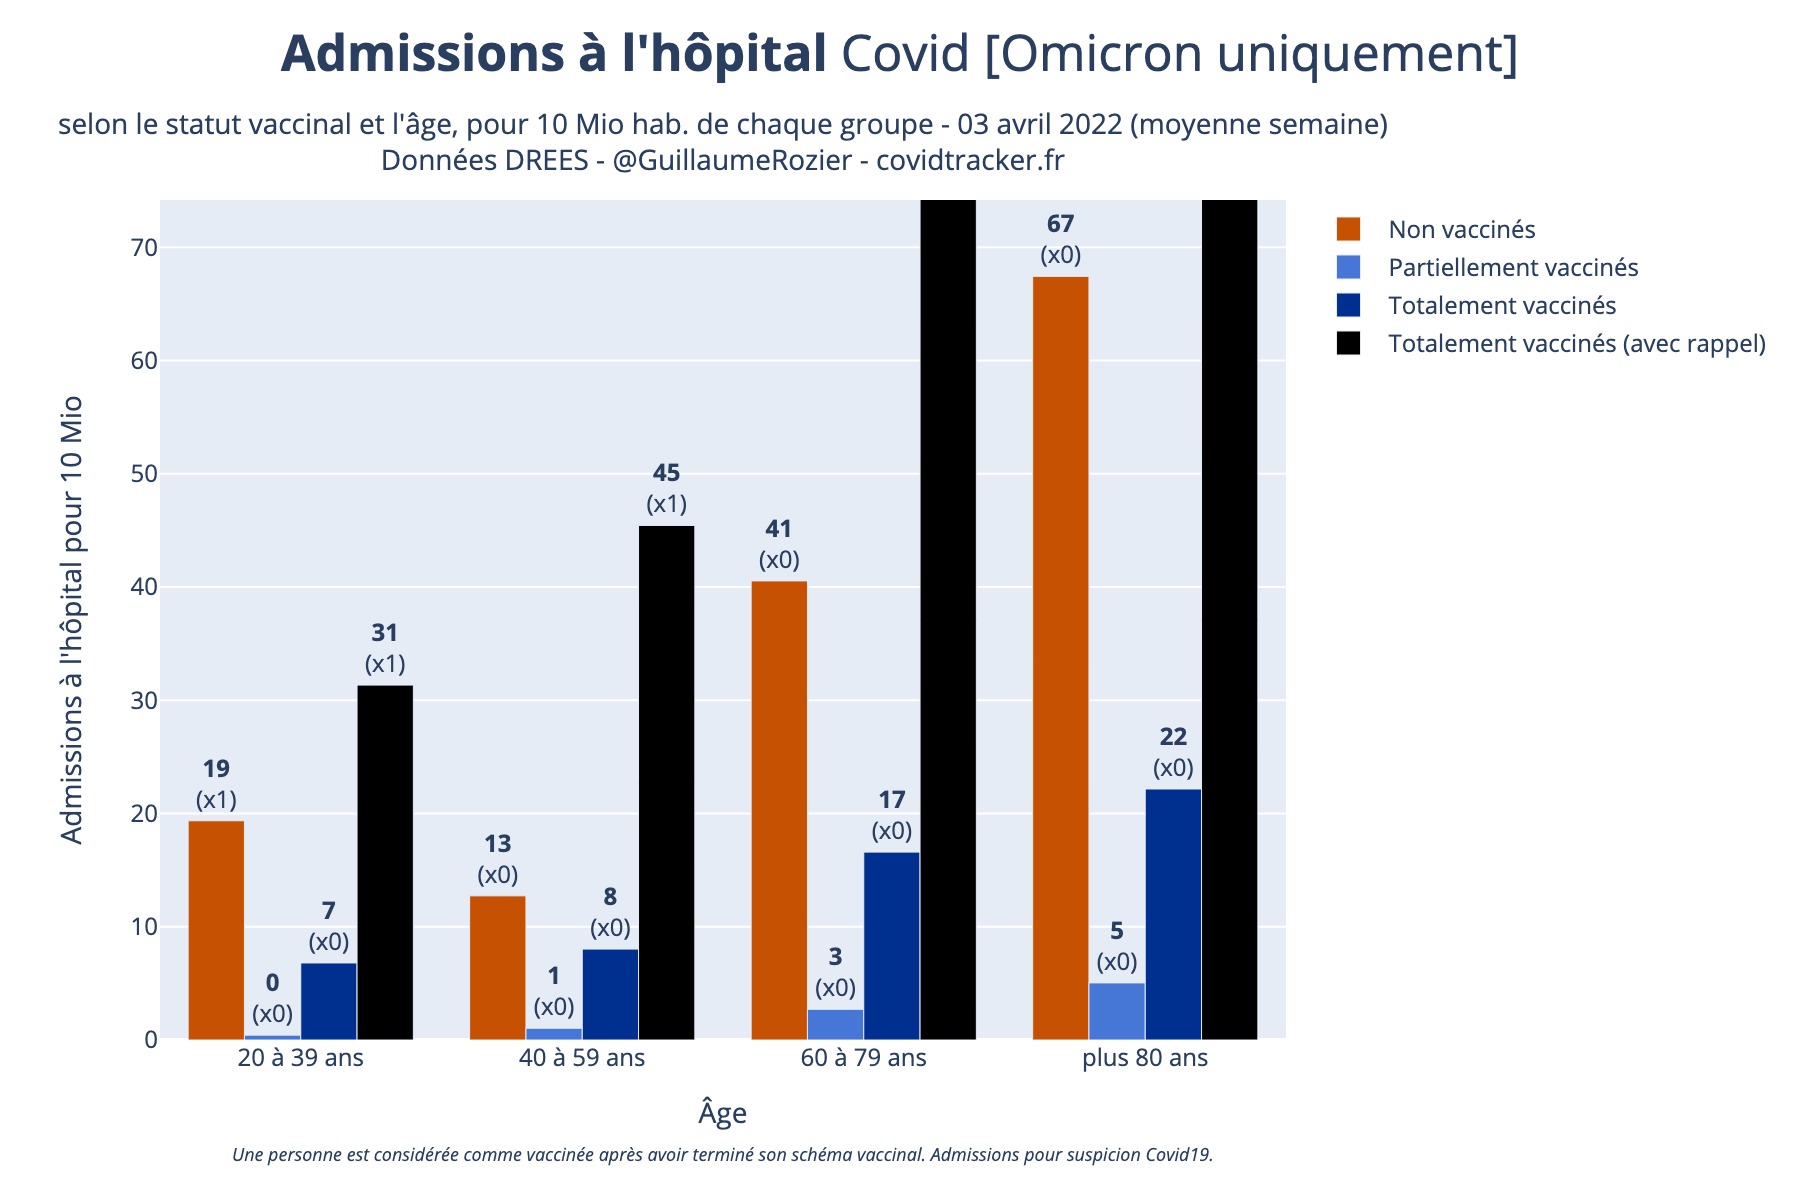 Admissions à l'hôpital Covid [Omicron uniquement]
selon le statut vaccinal et l'âge, pour 10 Mio hab. de chaque groupe - 03 avril 2022 (moyenne semaine)
Données DREES - @GuillaumeRozier - covidtracker.fr
Non vaccinés
Partiellement vaccinés
Totalement vaccinés
Totalement vaccinés (avec rappel)
Admissions à l'hôpital pour 10 Mio
70
60
50
40
30
20
10
0
19
(x1)
0
(x0)
7
(x0)
31
(x1)
13
(x0)
1
(x0)
8
(x0)
45
(x1)
41
(x0)
3
(x0)
17
(x0)
67
(x0)
5
(x0)
22
(x0)
20 à 39 ans
40 à 59 ans
60 à 79 ans
plus 80 ans
Âge
Une personne est considérée comme vaccinée après avoir terminé son schéma vaccinal. Admissions pour suspicion Covid19.